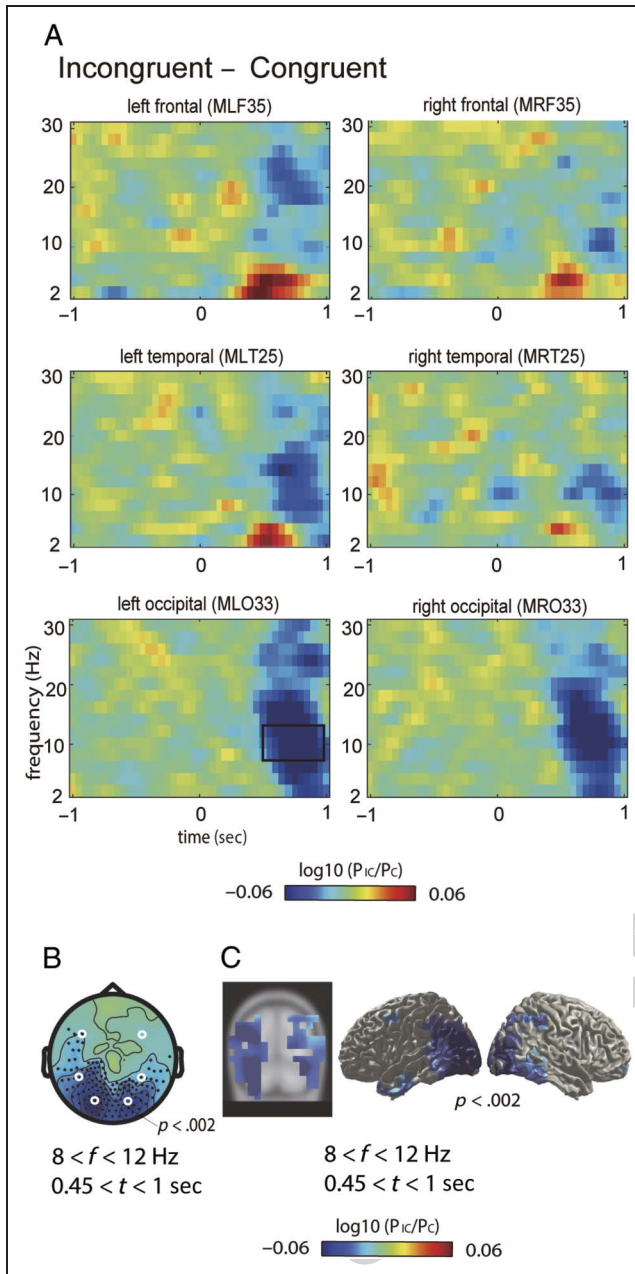 A
Incongruent – Congruent
left frontal (MLF35) right frontal (MRF35)
30 30
20 20
10 10
2 2
−1 0 1 −1 0 1
left temporal (MLT25) right temporal (MRT25)
30 30
20 20
10 10
2 2
−1 0 1 −1 0 1
left occipital (MLO33) right occipital (MRO33)
30 30
20 20
10 10
2 2
frequency (Hz)
−1 0 1 −1 0 1
time (sec)
log10 (PIC/PC)
−0.06 0.06
B C
p < .002 p < .002
8 < f < 12 Hz 8 < f < 12 Hz
0.45 < t < 1 sec 0.45 < t < 1 sec
log10 (PIC/PC)
−0.06 0.06